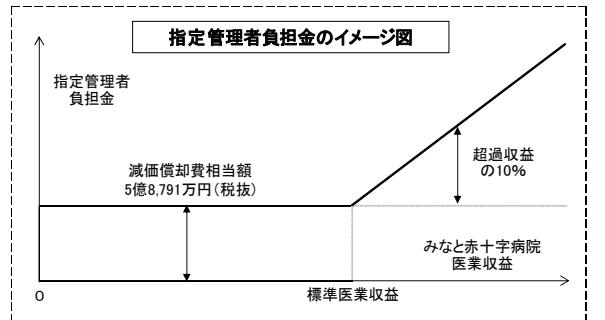 指定管理者負担金のイメージ図
指定管理者
負担金
減価償却費相当額
5億8,791万円(税抜)
超過収益
の10%
みなと赤十字病院
医業収益
0
標準医業収益